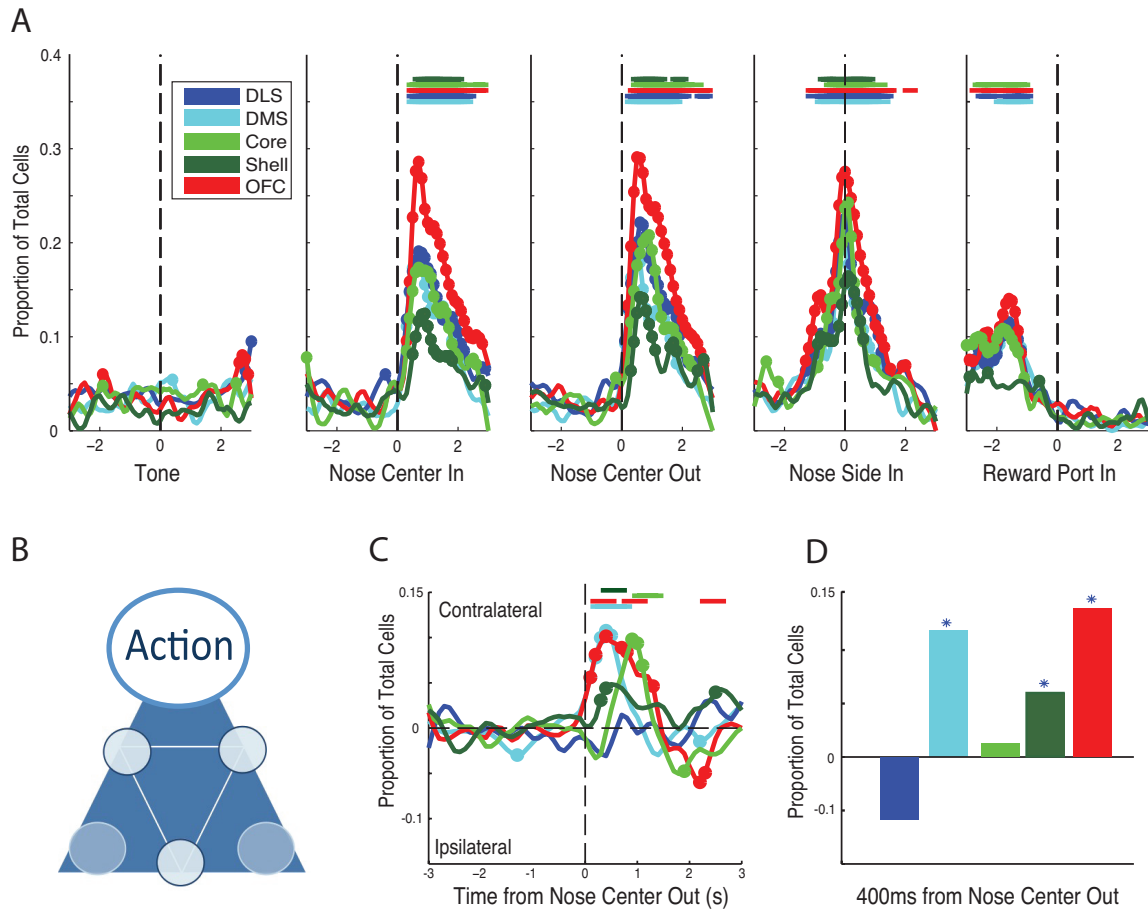 A
Proportion of Total Cells
0.4
0.3
0.2
0.1
0
DLS
DMS
Core
Shell
OFC
−2 0 2
−2 0 2
−2 0 2
−2 0 2
−2 0 2
Tone
Nose Center In
Nose Center Out
Nose Side In
Reward Port In
B
Action
C
Proportion of Total Cells
0.15
0
-0.1
Contralateral
Ipsilateral
-3 -2 -1 0 1 2 3
Time from Nose Center Out (s)
D
Proportion of Total Cells
0.15
0
-0.1
* * *
400ms from Nose Center Out